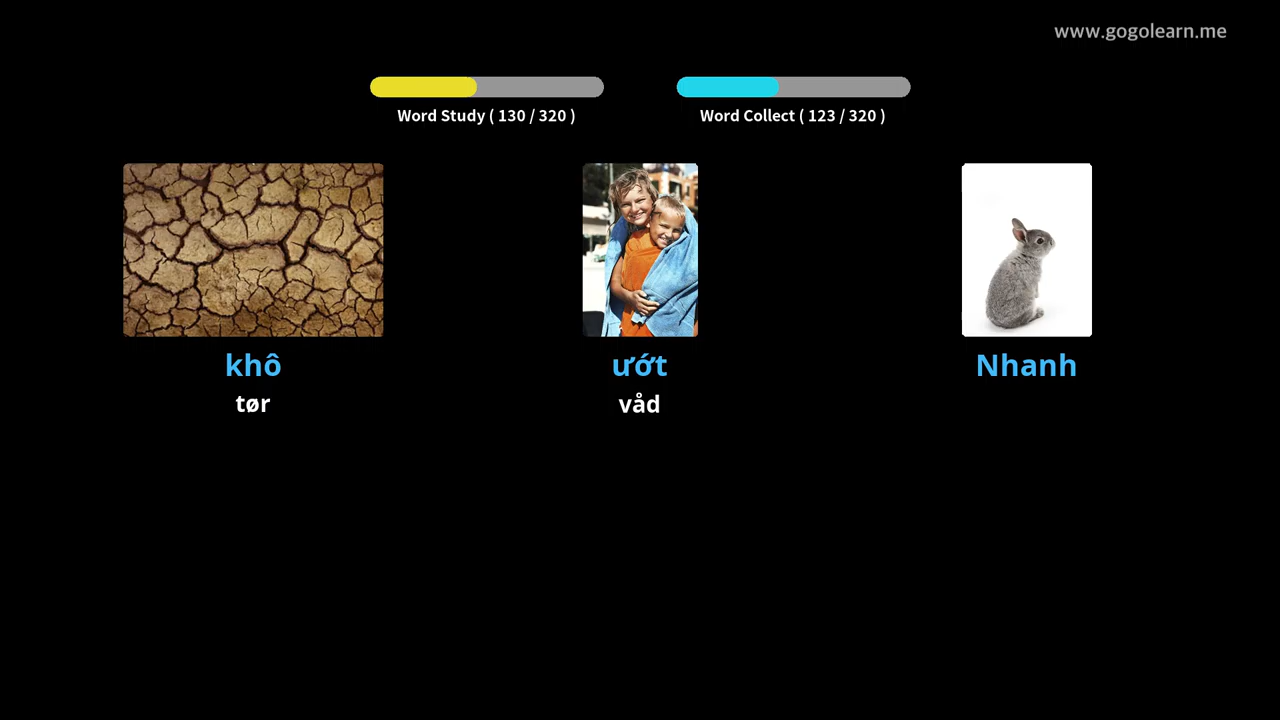 www.gogolearn.me
Word Study ( 130 / 320 )
Word Collect ( 123 / 320 )
khô
ướt
Nhanh
tør
våd